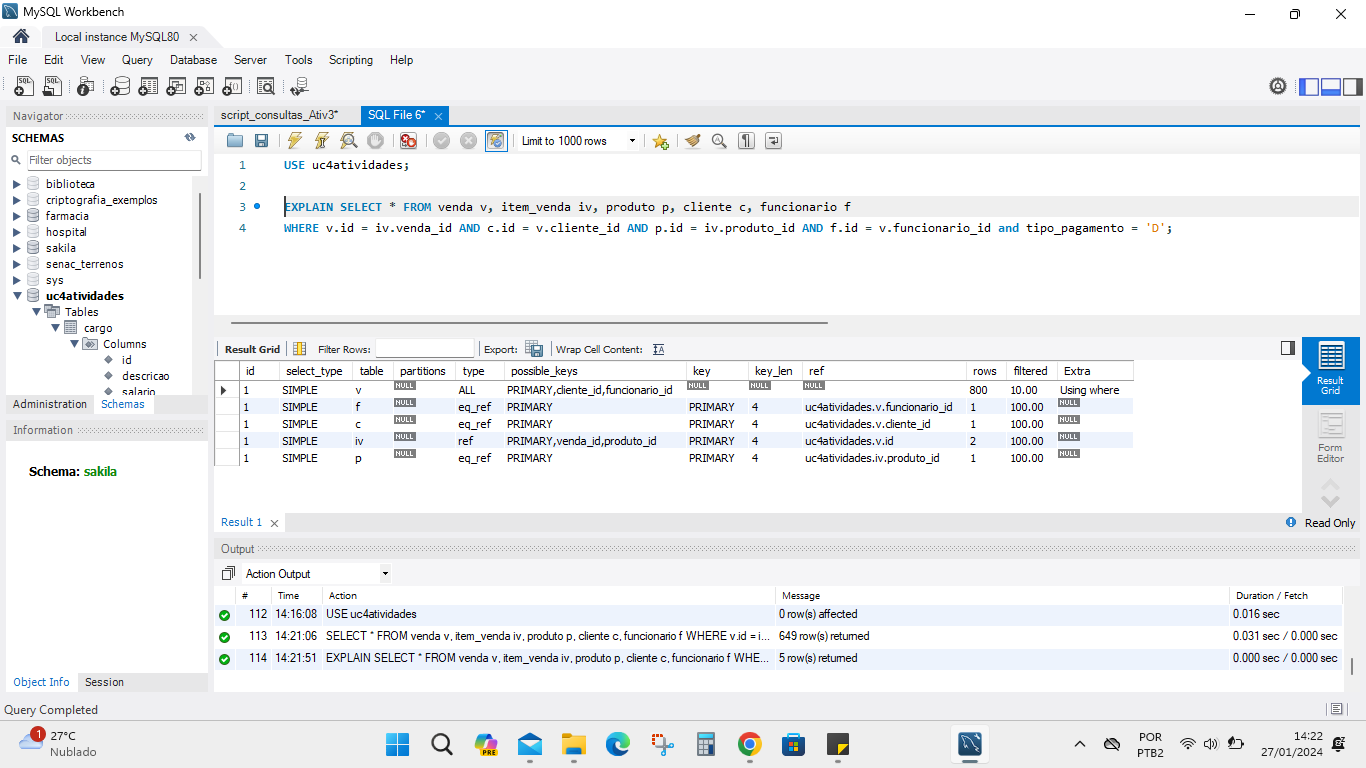 MySQL Workbench
Local instance MySQL80
File Edit View Query Database Server Tools Scripting Help
Navigator
SCHEMAS
Filter objects
biblioteca
criptografia_exemplos
farmacia
hospital
sakila
senac_terrenos
sys
uc4atividades
Tables
cargo
Columns
id
descricao
salario
Administration Schemas
Information
Schema: sakila
Object Info Session
script_consultas_Ativ3* SQL File 6*
Limit to 1000 rows
1 USE uc4atividades;
2
3 EXPLAIN SELECT * FROM venda v, item_venda iv, produto p, cliente c, funcionario f
4 WHERE v.id = iv.venda_id AND c.id = v.cliente_id AND p.id = iv.produto_id AND f.id = v.funcionario_id and tipo_pagamento = 'D';
Result Grid Filter Rows: Export: Wrap Cell Content:
id select_type table partitions type possible_keys key key_len ref rows filtered Extra
1 SIMPLE v NULL ALL PRIMARY,cliente_id,funcionario_id NULL NULL NULL 800 10.00 Using where
1 SIMPLE f NULL eq_ref PRIMARY PRIMARY 4 uc4atividades.v.funcionario_id 1 100.00 NULL
1 SIMPLE c NULL eq_ref PRIMARY PRIMARY 4 uc4atividades.v.cliente_id 1 100.00 NULL
1 SIMPLE iv NULL ref PRIMARY,venda_id,produto_id PRIMARY 4 uc4atividades.v.id 2 100.00 NULL
1 SIMPLE p NULL eq_ref PRIMARY PRIMARY 4 uc4atividades.iv.produto_id 1 100.00 NULL
Result
Grid
Form
Editor
Result 1
Read Only
Output
Action Output
# Time Action Message Duration / Fetch
112 14:16:08 USE uc4atividades 0 row(s) affected 0.016 sec
113 14:21:06 SELECT * FROM venda v, item_venda iv, produto p, cliente c, funcionario f WHERE v.id = i... 649 row(s) returned 0.031 sec / 0.000 sec
114 14:21:51 EXPLAIN SELECT * FROM venda v, item_venda iv, produto p, cliente c, funcionario f WHE... 5 row(s) returned 0.000 sec / 0.000 sec
Query Completed
1
27°C
Nublado
PRE
POR
PTB2
14:22
27/01/2024